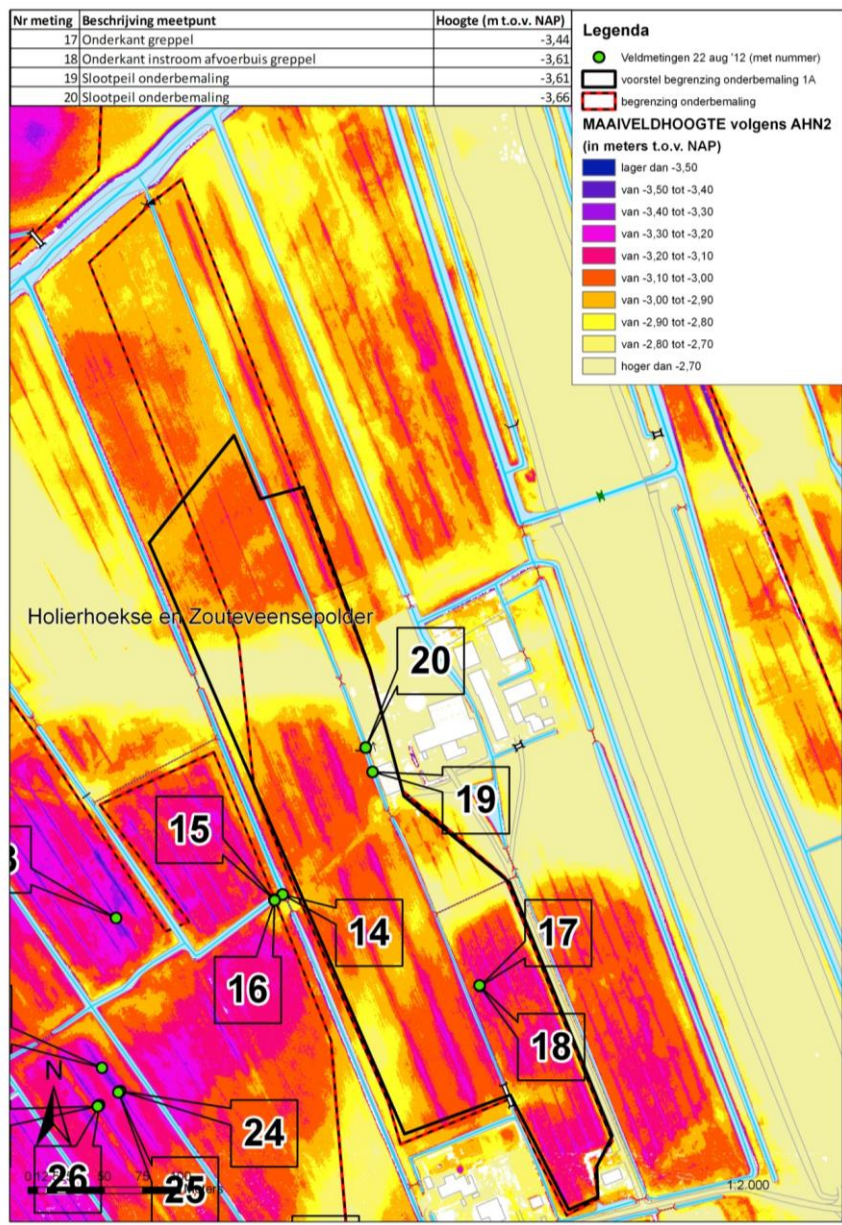 Nr meting Beschrijving meetpunt Hoogte (m t.o.v. NAP)
17 Onderkant greppel -3,44
18 Onderkant instroom afvoerbuis greppel -3,61
19 Slootpeil onderbemaling -3,61
20 Slootpeil onderbemaling -3,66
Legenda
Veldmetingen 22 aug '12 (met nummer)
voorstel begrenzing onderbemaling 1A
begrenzing onderbemaling
MAAIVELDHOOGTE volgens AHN2
(in meters t.o.v. NAP)
lager dan -3,50
van -3,50 tot -3,40
van -3,40 tot -3,30
van -3,30 tot -3,20
van -3,20 tot -3,10
van -3,10 tot -3,00
van -3,00 tot -2,90
van -2,90 tot -2,80
van -2,80 tot -2,70
hoger dan -2,70
Holierhoekse en Zouteveensepolder
20
19
15
14
17
16
18
N
24
26
25
50
Meters
1:2.000